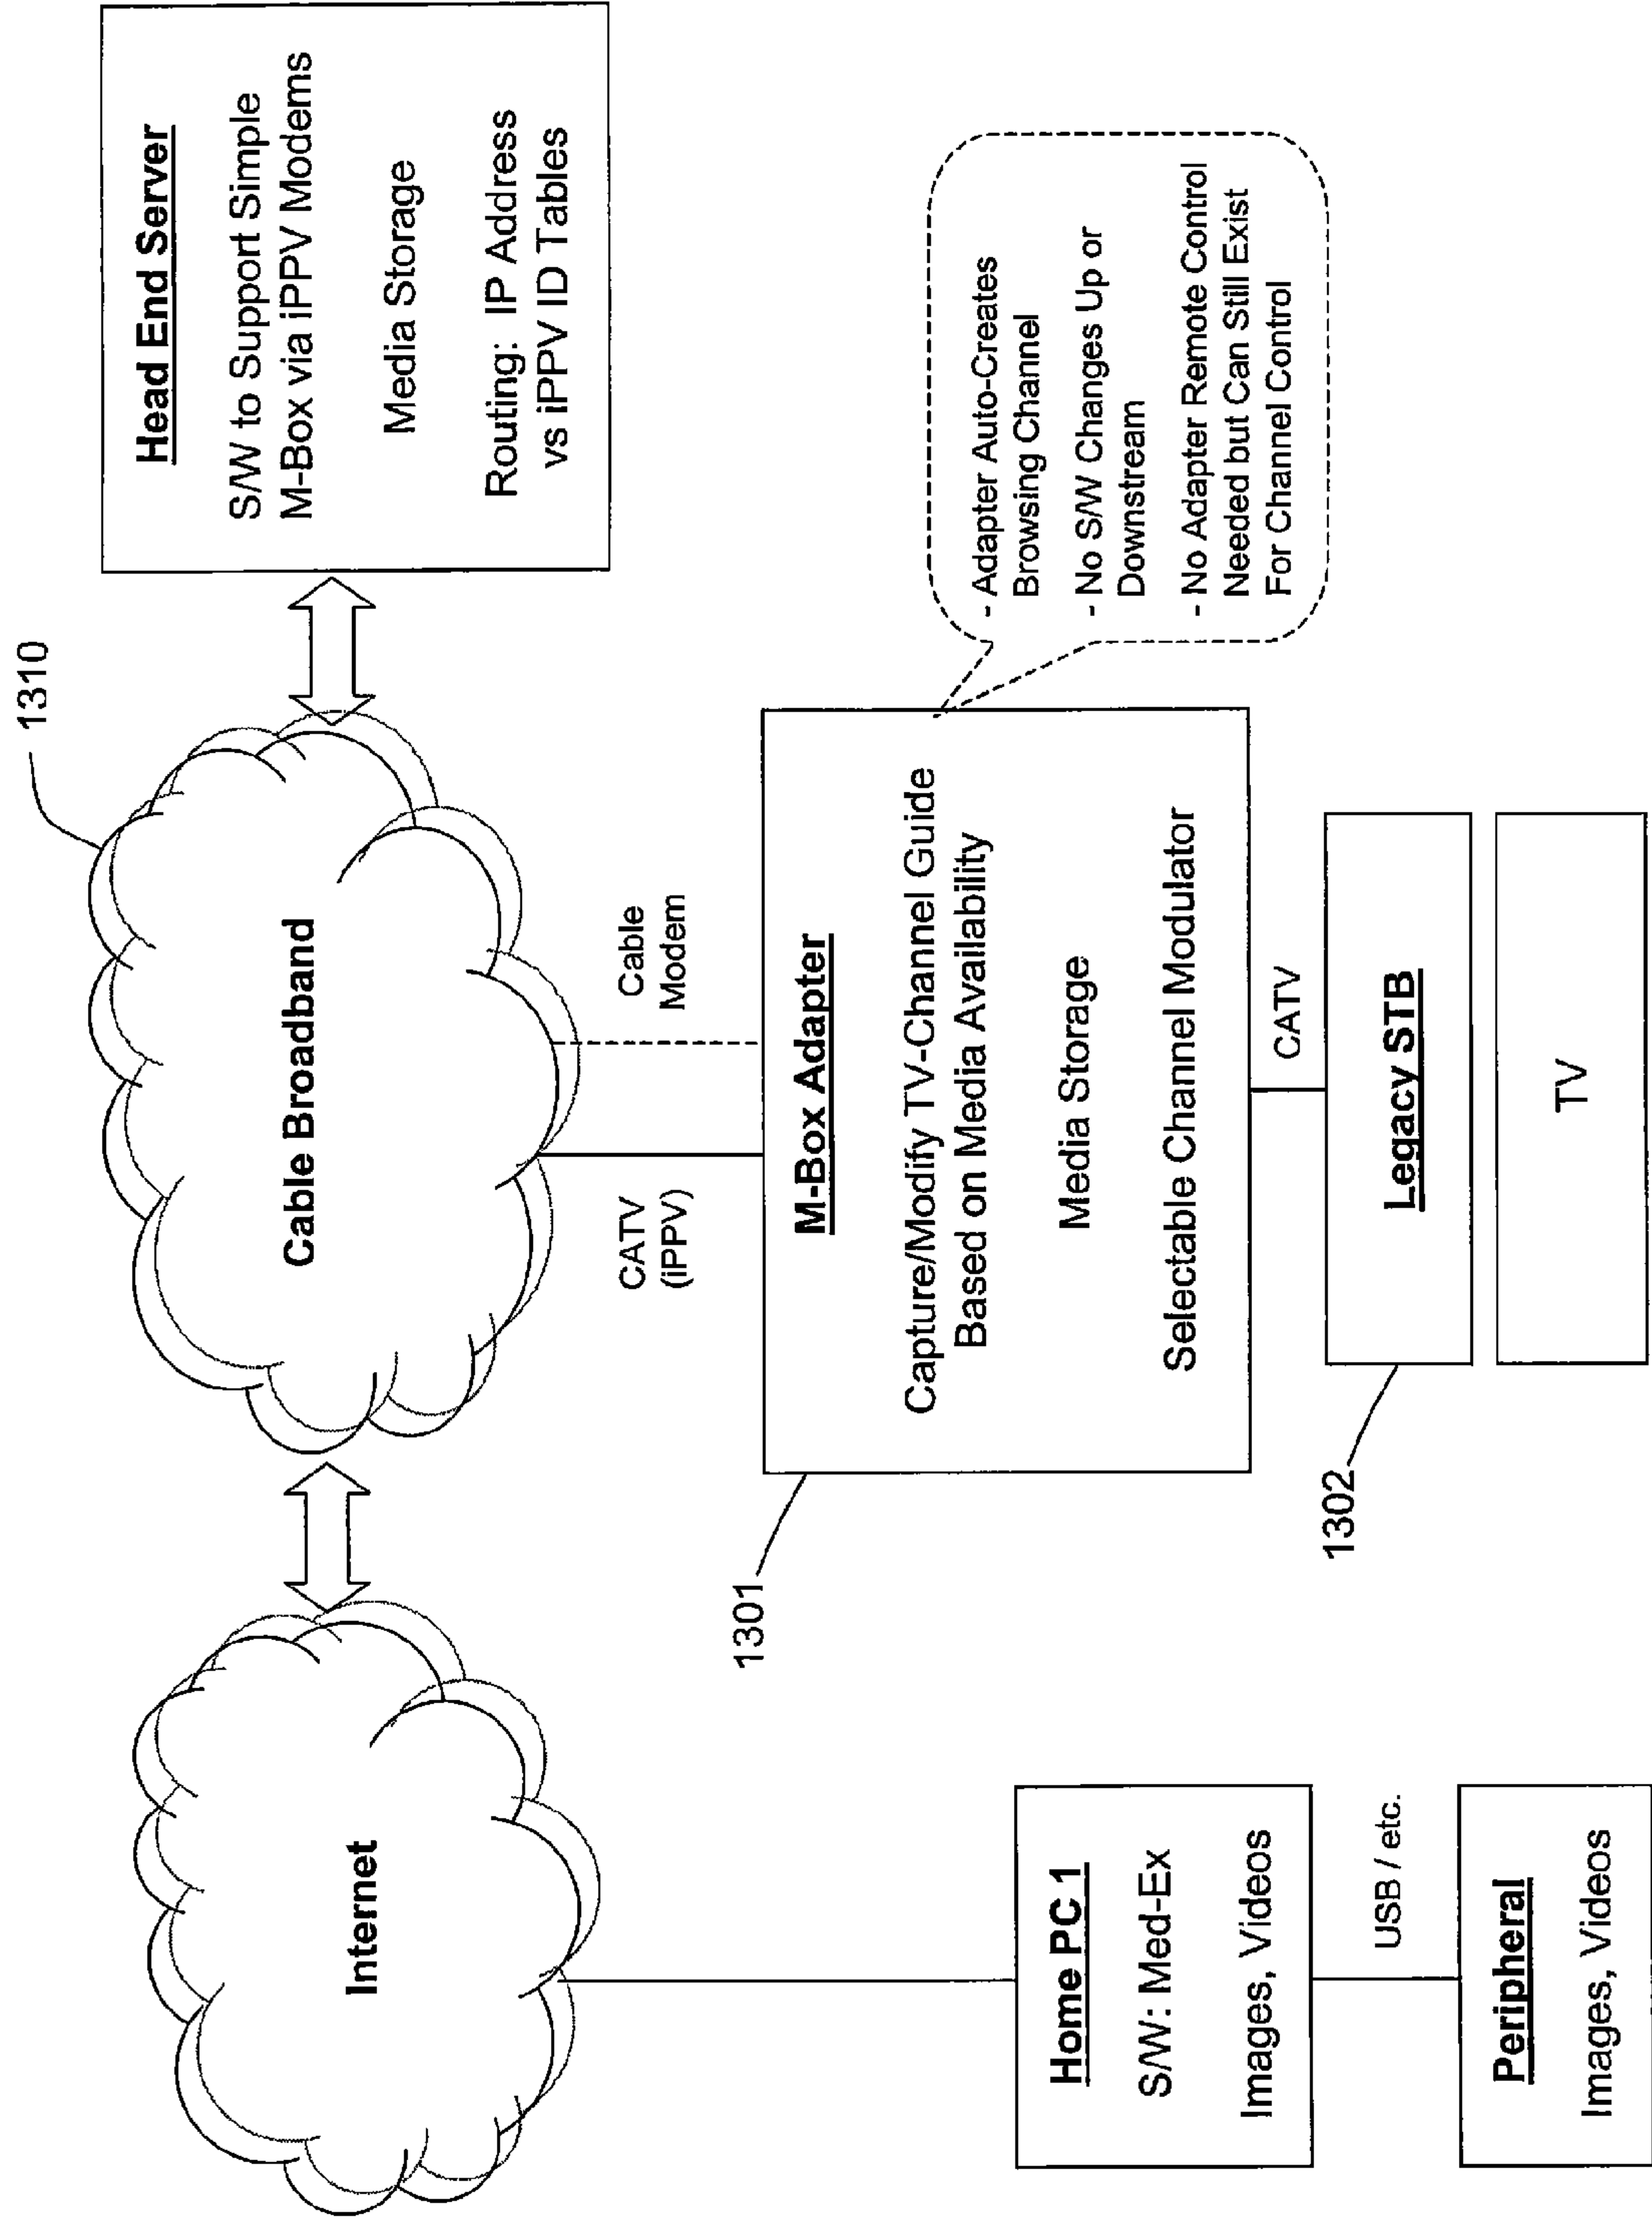 1310
Internet
Cable Broadband
Head End Server
S/W to Support Simple
M-Box via iPPV Modems
Media Storage
Routing: IP Address
vs iPPV ID Tables
CATV
(iPPV)
Cable
Modem
1301
M-Box Adapter
Capture/Modify TV-Channel Guide
Based on Media Availability
Media Storage
Selectable Channel Modulator
- Adapter Auto-Creates
Browsing Channel
- No S/W Changes Up or
Downstream
- No Adapter Remote Control
Needed but Can Still Exist
For Channel Control
Home PC 1
S/W: Med-Ex
Images, Videos
USB / etc.
Peripheral
Images, Videos
CATV
1302
Legacy STB
TV